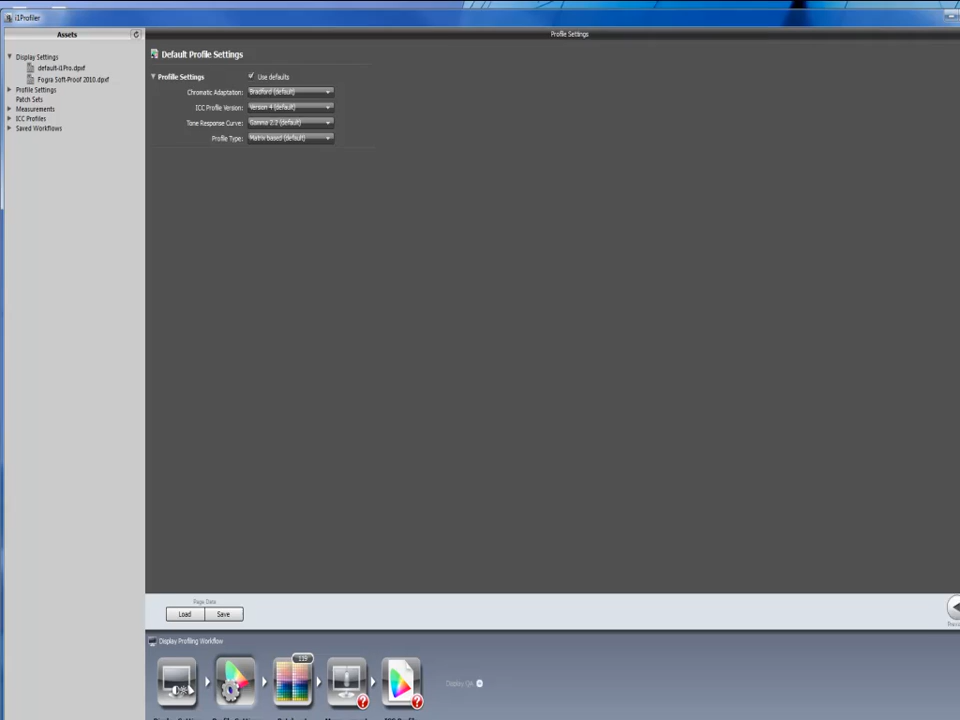 i1Profiler
Assets
Profile Settings
Display Settings
default-i1Pro.dpxf
Fogra Soft-Proof 2010.dpxf
Profile Settings
Patch Sets
Measurements
ICC Profiles
Saved Workflows
Default Profile Settings
Profile Settings
Use defaults
Chromatic Adaptation: Bradford (default)
ICC Profile Version: Version 4 (default)
Tone Response Curve: Gamma 2.2 (default)
Profile Type: Matrix based (default)
Page Data
Load
Save
Display Profiling Workflow
119
Display QA